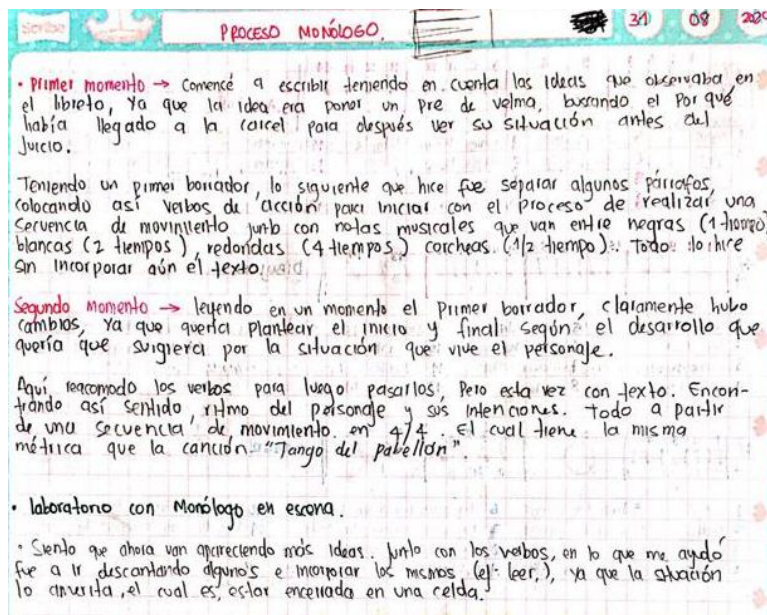 Scribe
PROCESO MONÓLOGO.
31 08
• Primer momento → comencé a escribir teniendo en cuenta las ideas que observaba en
el libreto, ya que la idea era poner un pre de velma, buscando el por qué
había llegado a la carcel para después ver su situación antes del
Juicio.
Teniendo un primer borrador, lo siguiente que hice fue separar algunos párrafos,
colocando así verbos de acción para iniciar con el proceso de realizar una
secuencia de movimiento junto con notas musicales que van entre negras (1 tiempo)
blancas (2 tiempos), redondas (4 tiempos) corcheas (1/2 tiempo). Todo lo hice
sin incorporar aún el texto
Segundo momento → leyendo en un momento el primer borrador, claramente hubo
cambios, ya que quería plantear el inicio y final según el desarrollo que
quería que surgiera por la situación que vive el personaje.
Aquí reacomodo los verbos para luego pasarlos, pero esta vez con texto. Encon-
trando así sentido, ritmo del personaje y sus intenciones. todo a partir
de una secuencia de movimiento en 4/4. El cual tiene la misma
métrica que la canción "Tango del pabellón".
• laboratorio con Monólogo en escena.
• Siento que ahora van apareciendo más ideas. Junto con los verbos, en lo que me ayudó
fue a ir descartando algunos e incorporar los mismos, (ej: leer,), ya que la situación
lo amerita, el cual es, estar encerrada en una celda.